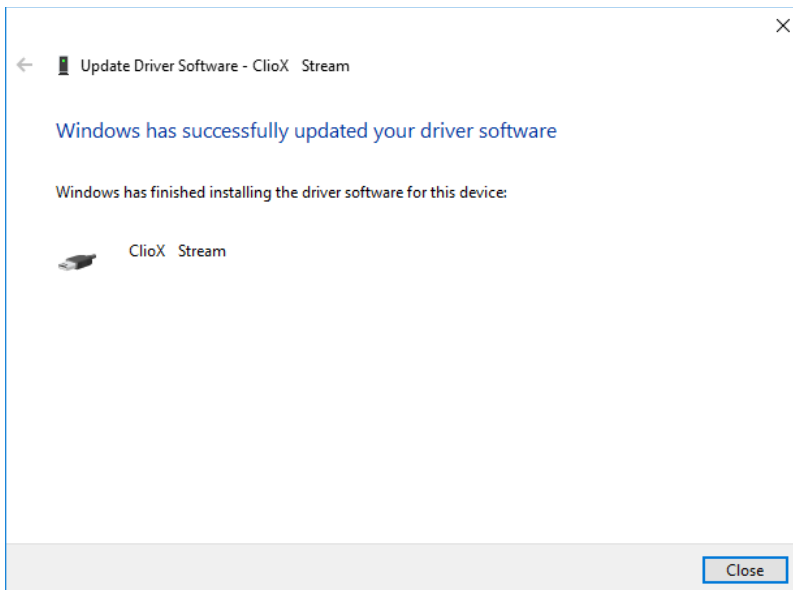 Update Driver Software - ClioX   Stream
Windows has successfully updated your driver software
Windows has finished installing the driver software for this device:
ClioX   Stream
Close